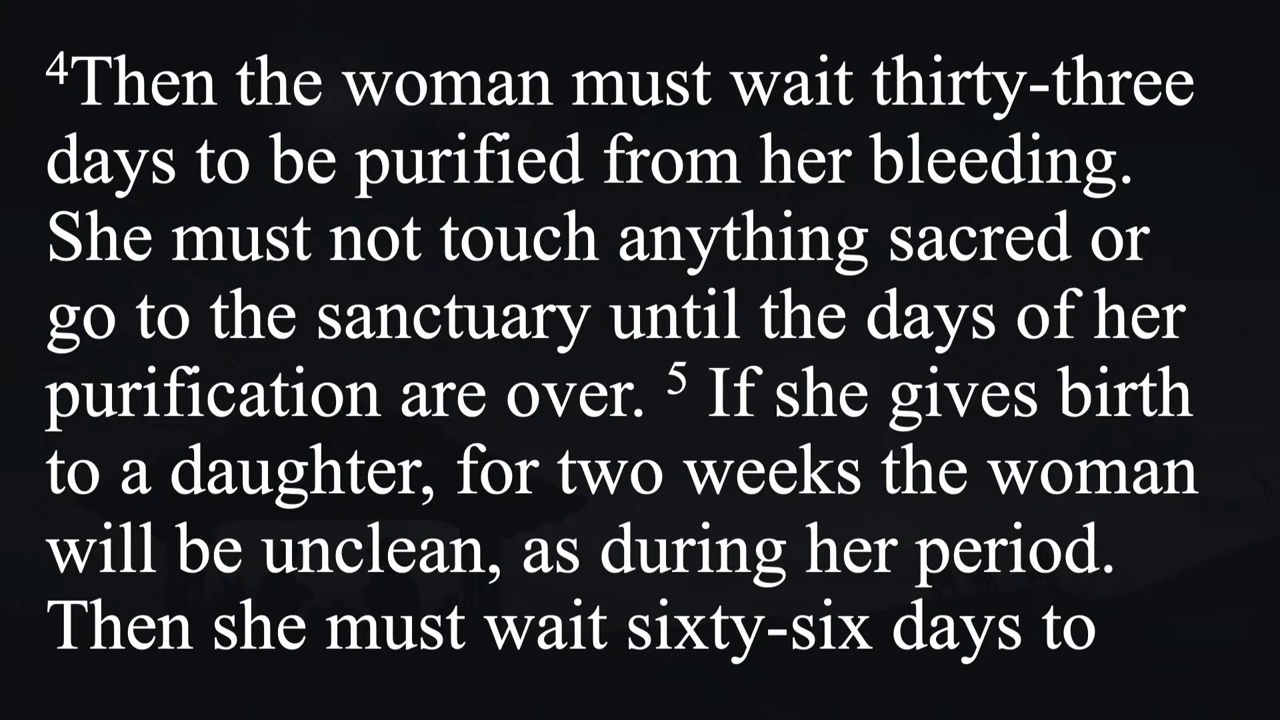 ⁴Then the woman must wait thirty-three
days to be purified from her bleeding.
She must not touch anything sacred or
go to the sanctuary until the days of her
purification are over. ⁵ If she gives birth
to a daughter, for two weeks the woman
will be unclean, as during her period.
Then she must wait sixty-six days to